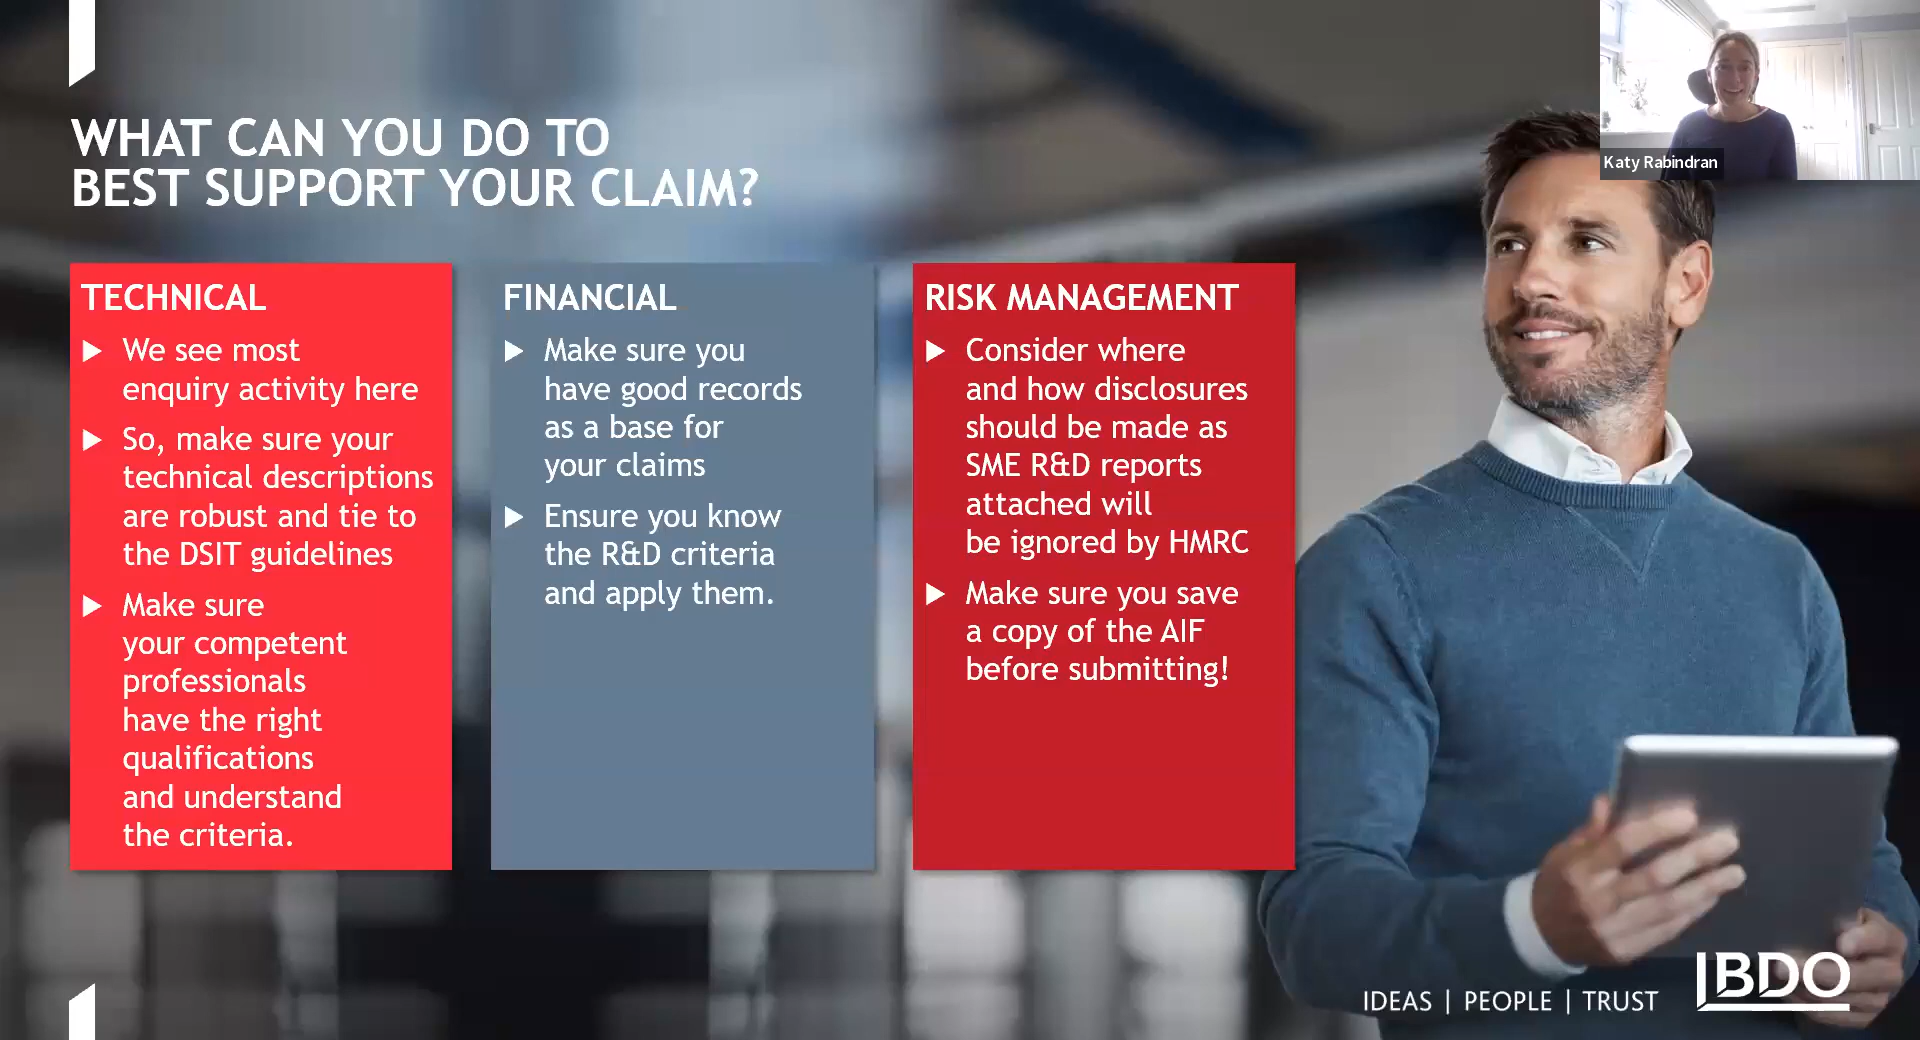 WHAT CAN YOU DO TO
BEST SUPPORT YOUR CLAIM?
Katy Rabindran
TECHNICAL
We see most
enquiry activity here
So, make sure your
technical descriptions
are robust and tie to
the DSIT guidelines
Make sure
your competent
professionals
have the right
qualifications
and understand
the criteria.
FINANCIAL
Make sure you
have good records
as a base for
your claims
Ensure you know
the R&D criteria
and apply them.
RISK MANAGEMENT
Consider where
and how disclosures
should be made as
SME R&D reports
attached will
be ignored by HMRC
Make sure you save
a copy of the AIF
before submitting!
IDEAS | PEOPLE | TRUST
BDO